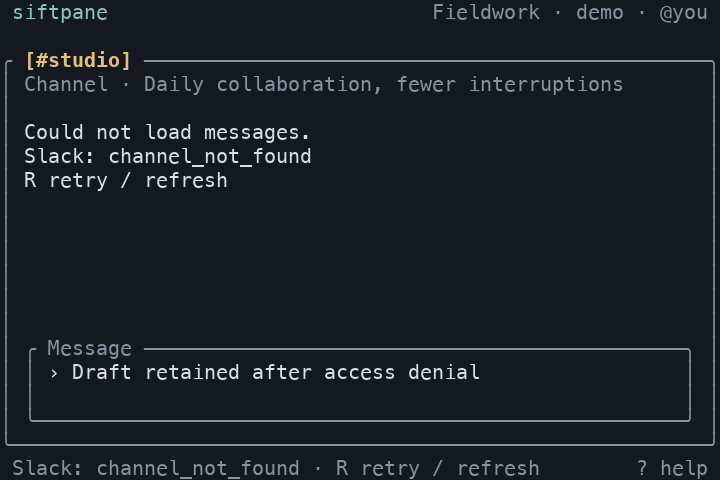 siftpane Fieldwork · demo · @you
[#studio]
Channel · Daily collaboration, fewer interruptions
Could not load messages.
Slack: channel_not_found
R retry / refresh
Message
› Draft retained after access denial
Slack: channel_not_found · R retry / refresh ? help